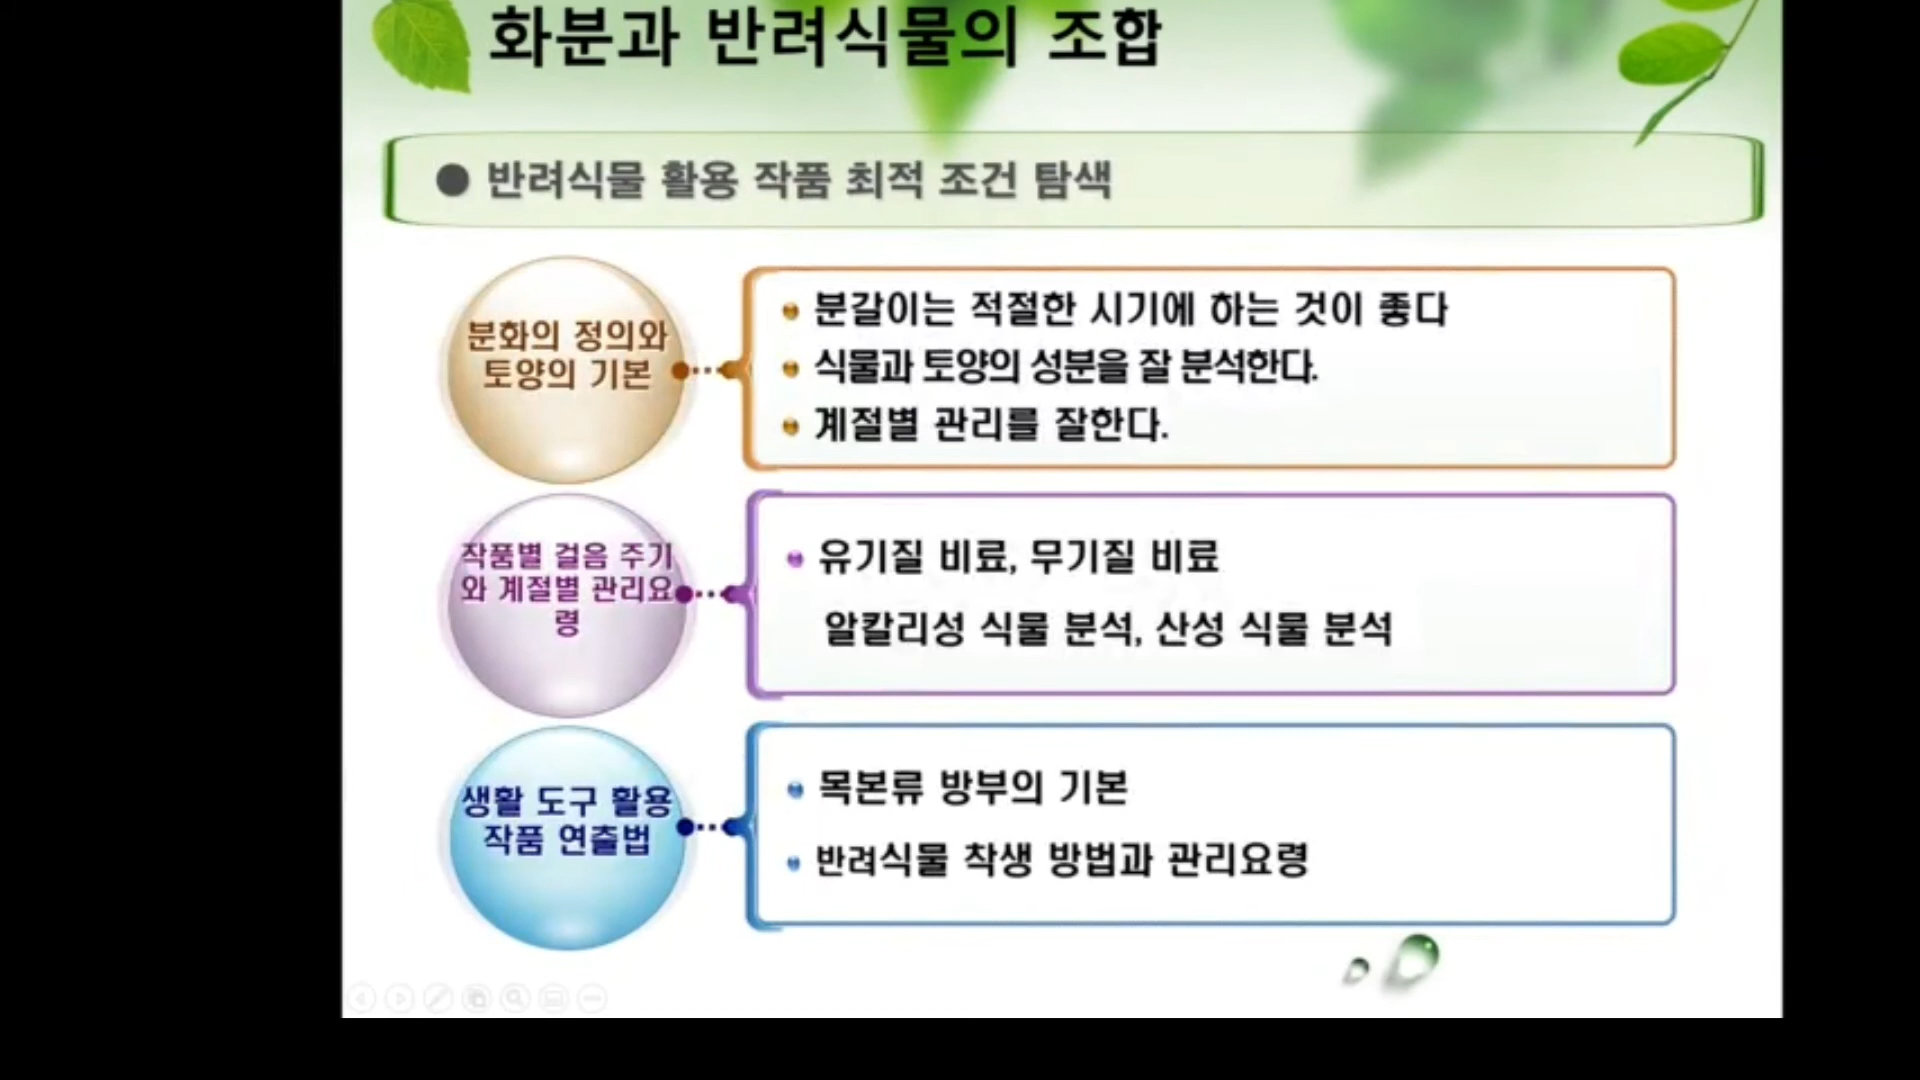 화분과 반려식물의 조합
● 반려식물 활용 작품 최적 조건 탐색
분화의 정의와
토양의 기본
• 분갈이는 적절한 시기에 하는 것이 좋다
• 식물과 토양의 성분을 잘 분석한다.
• 계절별 관리를 잘한다.
작품별 걸음 주기
와 계절별 관리요
령
• 유기질 비료, 무기질 비료
알칼리성 식물 분석, 산성 식물 분석
생활 도구 활용
작품 연출법
• 목본류 방부의 기본
• 반려식물 착생 방법과 관리요령